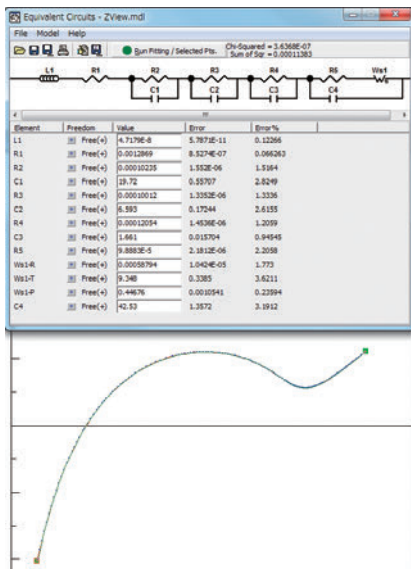 Equivalent Circuits - ZView.mdl
File Model Help
Run Fitting / Selected Pts. Chi-Squared = 3.6368E-07
Sum of Sqr = 0.00011383
L1 R1 R2 R3 R4 R5 Ws1
C1 C2 C3 C4
Element Freedom Value Error Error%
L1 Free(+) 4.7179E-8 5.7871E-11 0.12266
R1 Free(+) 0.0012869 8.5274E-07 0.066263
R2 Free(+) 0.00010235 1.552E-06 1.5164
C1 Free(+) 19.72 0.55707 2.8249
R3 Free(+) 0.00010012 1.3352E-06 1.3336
C2 Free(+) 6.593 0.17244 2.6155
R4 Free(+) 0.00012054 1.4536E-06 1.2059
C3 Free(+) 1.661 0.015704 0.94545
R5 Free(+) 9.8883E-5 2.1812E-06 2.2058
Ws1-R Free(+) 0.00058794 1.0424E-05 1.773
Ws1-T Free(+) 9.348 0.3385 3.6211
Ws1-P Free(+) 0.44676 0.0010541 0.23594
C4 Free(+) 42.53 1.3572 3.1912